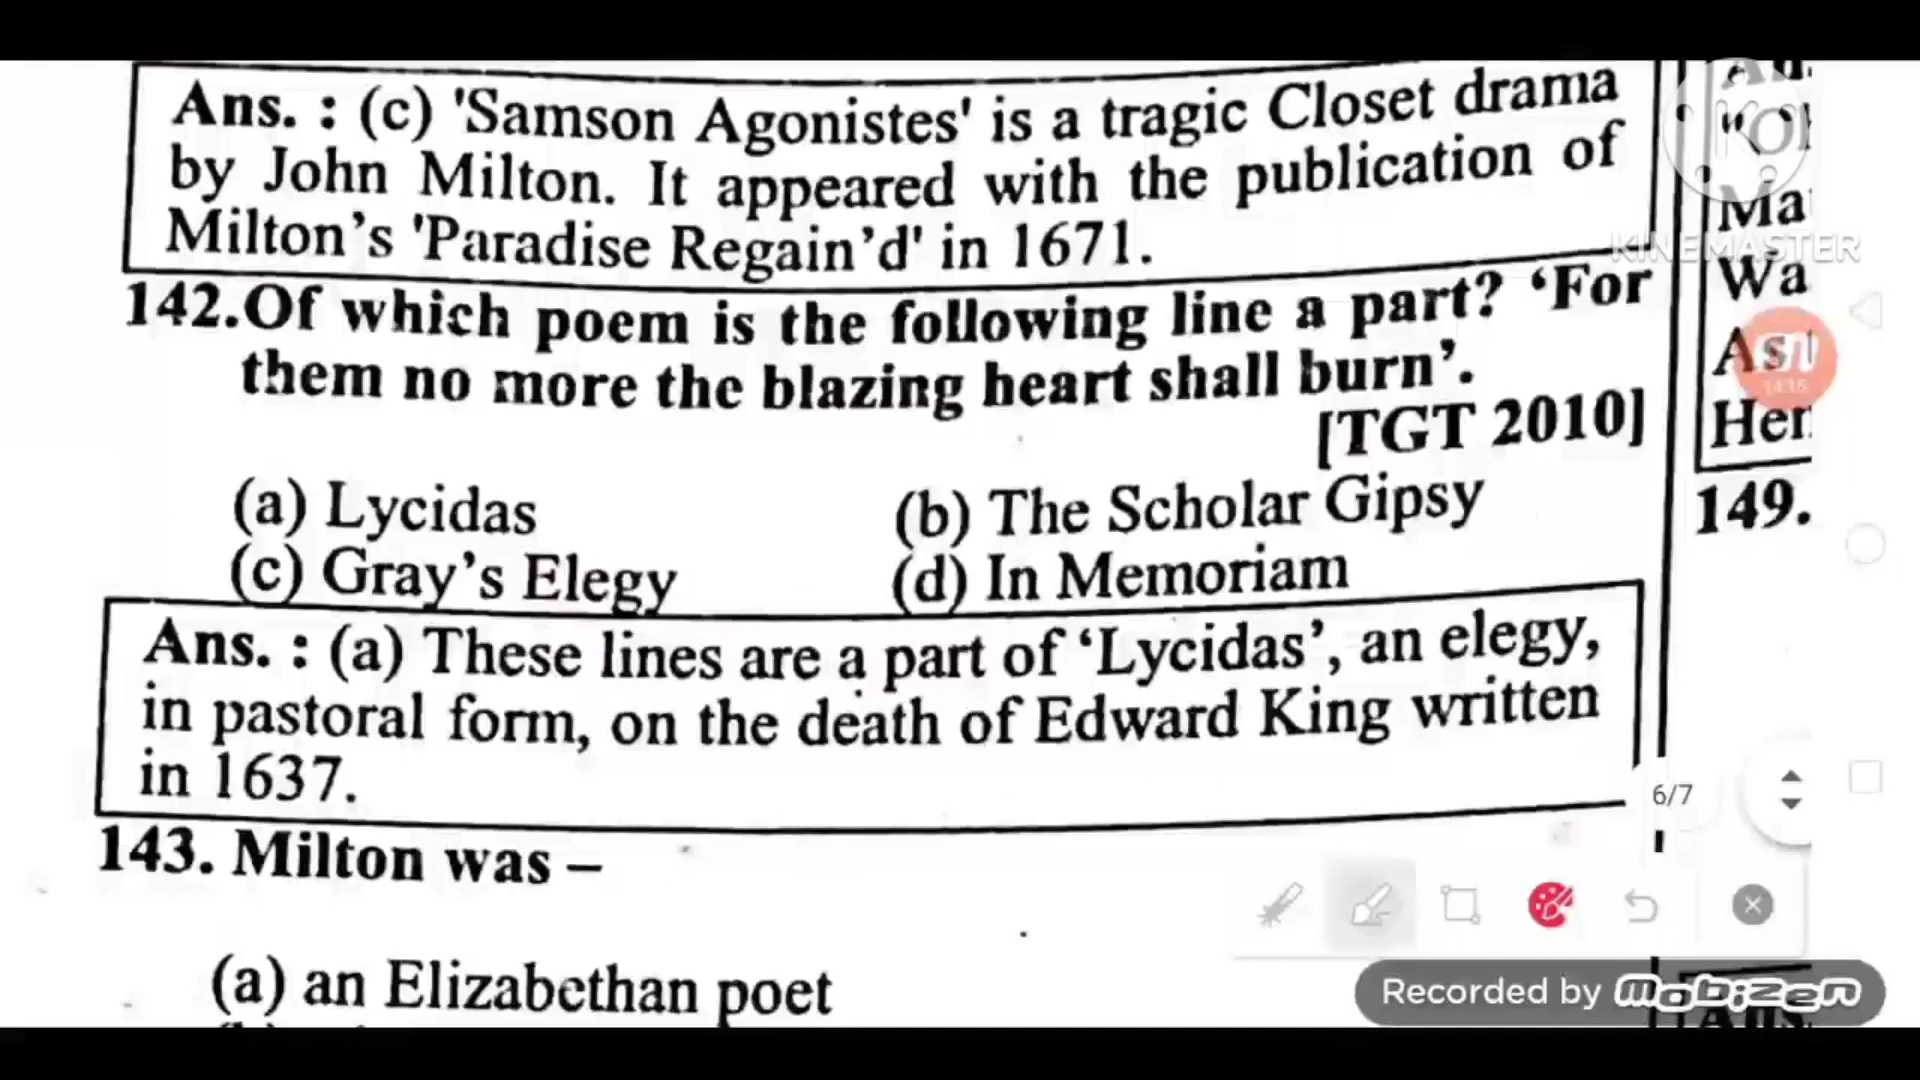 Ans. : (c) 'Samson Agonistes' is a tragic Closet drama
by John Milton. It appeared with the publication of
Milton's 'Paradise Regain'd' in 1671.
142.Of which poem is the following line a part? ‘For
them no more the blazing heart shall burn’.
[TGT 2010]
(a) Lycidas
(b) The Scholar Gipsy
(c) Gray’s Elegy
(d) In Memoriam
Ans. : (a) These lines are a part of ‘Lycidas’, an elegy,
in pastoral form, on the death of Edward King written
in 1637.
143. Milton was –
(a) an Elizabethan poet
KINEMASTER
Wa
149.
6/7
Recorded by mobizen